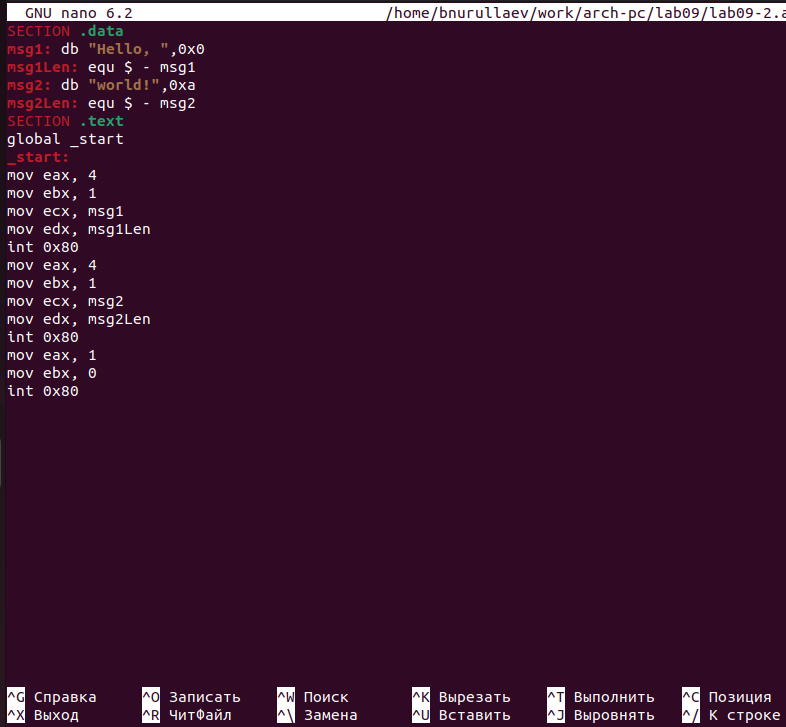 GNU nano 6.2 /home/bnurullaev/work/arch-pc/lab09/lab09-2.a
SECTION .data
msg1: db "Hello, ",0x0
msg1Len: equ $ - msg1
msg2: db "world!",0xa
msg2Len: equ $ - msg2
SECTION .text
global _start
_start:
mov eax, 4
mov ebx, 1
mov ecx, msg1
mov edx, msg1Len
int 0x80
mov eax, 4
mov ebx, 1
mov ecx, msg2
mov edx, msg2Len
int 0x80
mov eax, 1
mov ebx, 0
int 0x80
^G Справка ^O Записать ^W Поиск ^K Вырезать ^T Выполнить ^C Позиция
^X Выход ^R ЧитФайл ^\ Замена ^U Вставить ^J Выровнять ^/ К строке